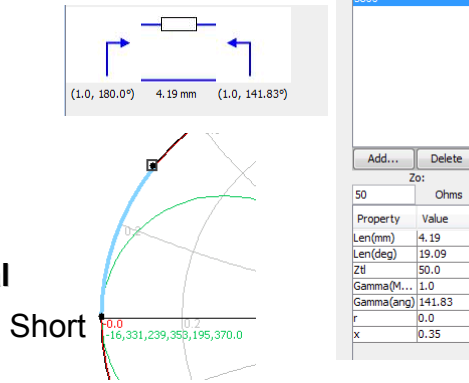 (1.0, 180.0°) 4.19 mm (1.0, 141.83°)
0.2
al
Short
-0.0
0.2
-16,331,239,353,195,370.0
Add... Delete
Zo:
50 Ohms
Property Value
Len(mm) 4.19
Len(deg) 19.09
Ztl 50.0
Gamma(M... 1.0
Gamma(ang) 141.83
r 0.0
x 0.35